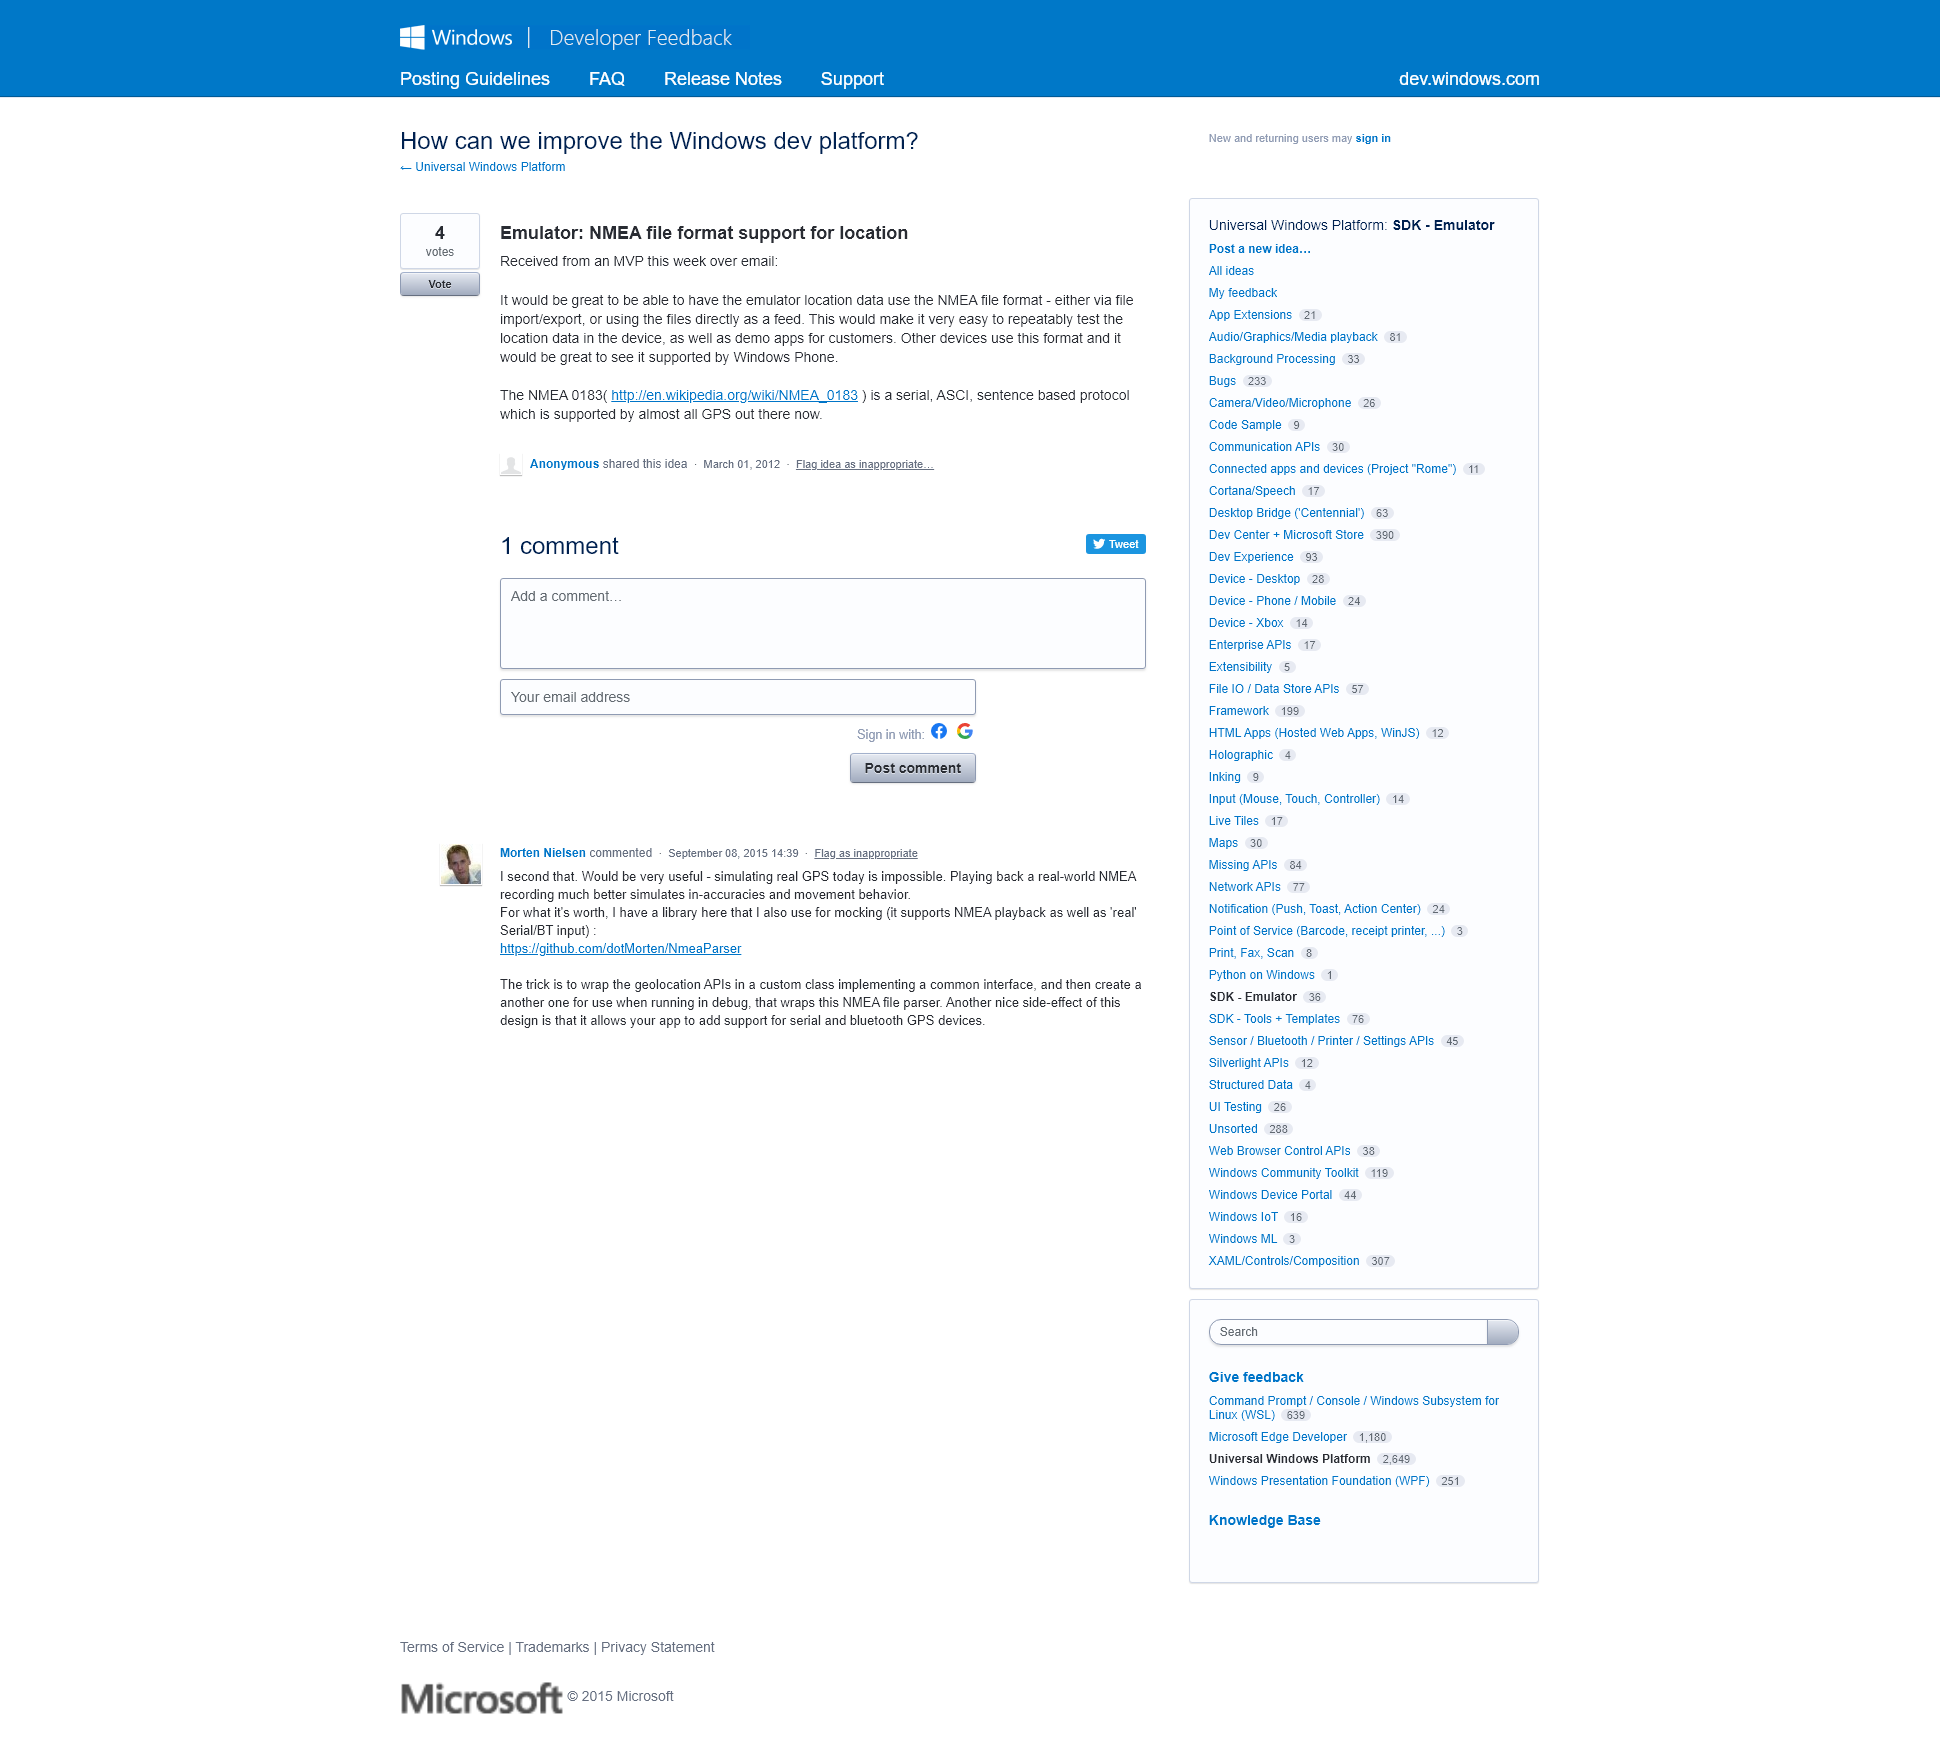 Windows | Developer Feedback
Posting Guidelines FAQ Release Notes Support dev.windows.com
How can we improve the Windows dev platform?
← Universal Windows Platform
New and returning users may sign in
4
votes
Vote
Emulator: NMEA file format support for location
Received from an MVP this week over email:
It would be great to be able to have the emulator location data use the NMEA file format - either via file
import/export, or using the files directly as a feed. This would make it very easy to repeatably test the
location data in the device, as well as demo apps for customers. Other devices use this format and it
would be great to see it supported by Windows Phone.
The NMEA 0183( http://en.wikipedia.org/wiki/NMEA_0183 ) is a serial, ASCI, sentence based protocol
which is supported by almost all GPS out there now.
Anonymous shared this idea · March 01, 2012 · Flag idea as inappropriate…
1 comment
Tweet
Add a comment…
Your email address
Sign in with:
Post comment
Morten Nielsen commented · September 08, 2015 14:39 · Flag as inappropriate
I second that. Would be very useful - simulating real GPS today is impossible. Playing back a real-world NMEA
recording much better simulates in-accuracies and movement behavior.
For what it's worth, I have a library here that I also use for mocking (it supports NMEA playback as well as 'real'
Serial/BT input) :
https://github.com/dotMorten/NmeaParser
The trick is to wrap the geolocation APIs in a custom class implementing a common interface, and then create a
another one for use when running in debug, that wraps this NMEA file parser. Another nice side-effect of this
design is that it allows your app to add support for serial and bluetooth GPS devices.
Universal Windows Platform: SDK - Emulator
Post a new idea…
All ideas
My feedback
App Extensions 21
Audio/Graphics/Media playback 81
Background Processing 33
Bugs 233
Camera/Video/Microphone 26
Code Sample 9
Communication APIs 30
Connected apps and devices (Project "Rome") 11
Cortana/Speech 17
Desktop Bridge ('Centennial') 63
Dev Center + Microsoft Store 390
Dev Experience 93
Device - Desktop 28
Device - Phone / Mobile 24
Device - Xbox 14
Enterprise APIs 17
Extensibility 5
File IO / Data Store APIs 57
Framework 199
HTML Apps (Hosted Web Apps, WinJS) 12
Holographic 4
Inking 9
Input (Mouse, Touch, Controller) 14
Live Tiles 17
Maps 30
Missing APIs 84
Network APIs 77
Notification (Push, Toast, Action Center) 24
Point of Service (Barcode, receipt printer, ...) 3
Print, Fax, Scan 8
Python on Windows 1
SDK - Emulator 36
SDK - Tools + Templates 76
Sensor / Bluetooth / Printer / Settings APIs 45
Silverlight APIs 12
Structured Data 4
UI Testing 26
Unsorted 288
Web Browser Control APIs 38
Windows Community Toolkit 119
Windows Device Portal 44
Windows IoT 16
Windows ML 3
XAML/Controls/Composition 307
Search
Give feedback
Command Prompt / Console / Windows Subsystem for
Linux (WSL) 639
Microsoft Edge Developer 1,180
Universal Windows Platform 2,649
Windows Presentation Foundation (WPF) 251
Knowledge Base
Terms of Service | Trademarks | Privacy Statement
Microsoft © 2015 Microsoft